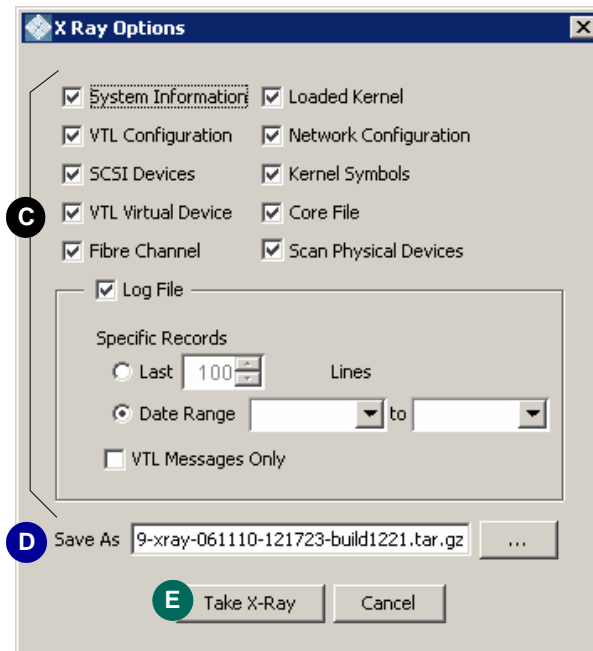 X Ray Options
System Information Loaded Kernel
VTL Configuration Network Configuration
SCSI Devices Kernel Symbols
C VTL Virtual Device Core File
Fibre Channel Scan Physical Devices
Log File
Specific Records
Last 100 Lines
Date Range to
VTL Messages Only
D Save As 9-xray-061110-121723-build1221.tar.gz ...
E Take X-Ray Cancel